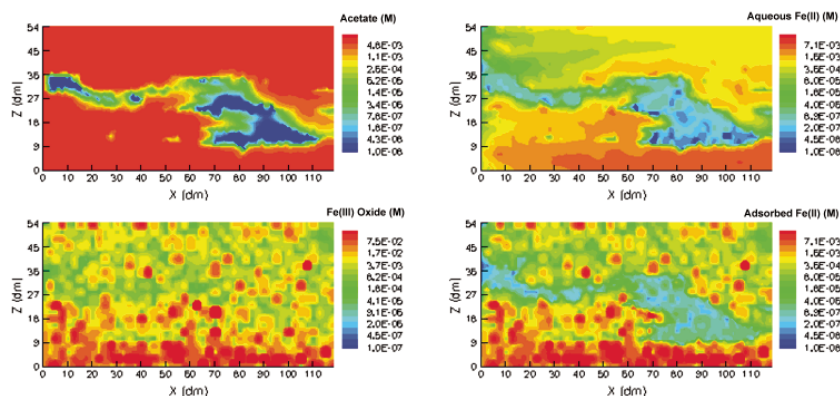 Acetate (M)
54
45
36
27
18
9
0
Z (dm)
0 10 20 30 40 50 60 70 80 90 100 110
X (dm)
4.6E-03
1.1E-03
2.6E-04
6.2E-05
1.4E-05
3.4E-06
7.8E-07
1.8E-07
4.3E-08
1.0E-08
Aqueous Fe(II) (M)
54
45
36
27
18
9
0
Z (dm)
0 10 20 30 40 50 60 70 80 90 100 110
X (dm)
7.1E-03
1.6E-03
3.6E-04
8.0E-05
1.8E-05
4.0E-06
8.9E-07
2.0E-07
4.5E-08
1.0E-08
Fe(III) Oxide (M)
54
45
36
27
18
9
0
Z (dm)
0 10 20 30 40 50 60 70 80 90 100 110
X (dm)
7.5E-02
1.7E-02
3.7E-03
8.2E-04
1.8E-04
4.1E-05
9.1E-06
2.0E-06
4.5E-07
1.0E-07
Adsorbed Fe(II) (M)
54
45
36
27
18
9
0
Z (dm)
0 10 20 30 40 50 60 70 80 90 100 110
X (dm)
7.1E-03
1.6E-03
3.6E-04
8.0E-05
1.8E-05
4.0E-06
8.9E-07
2.0E-07
4.5E-08
1.0E-08